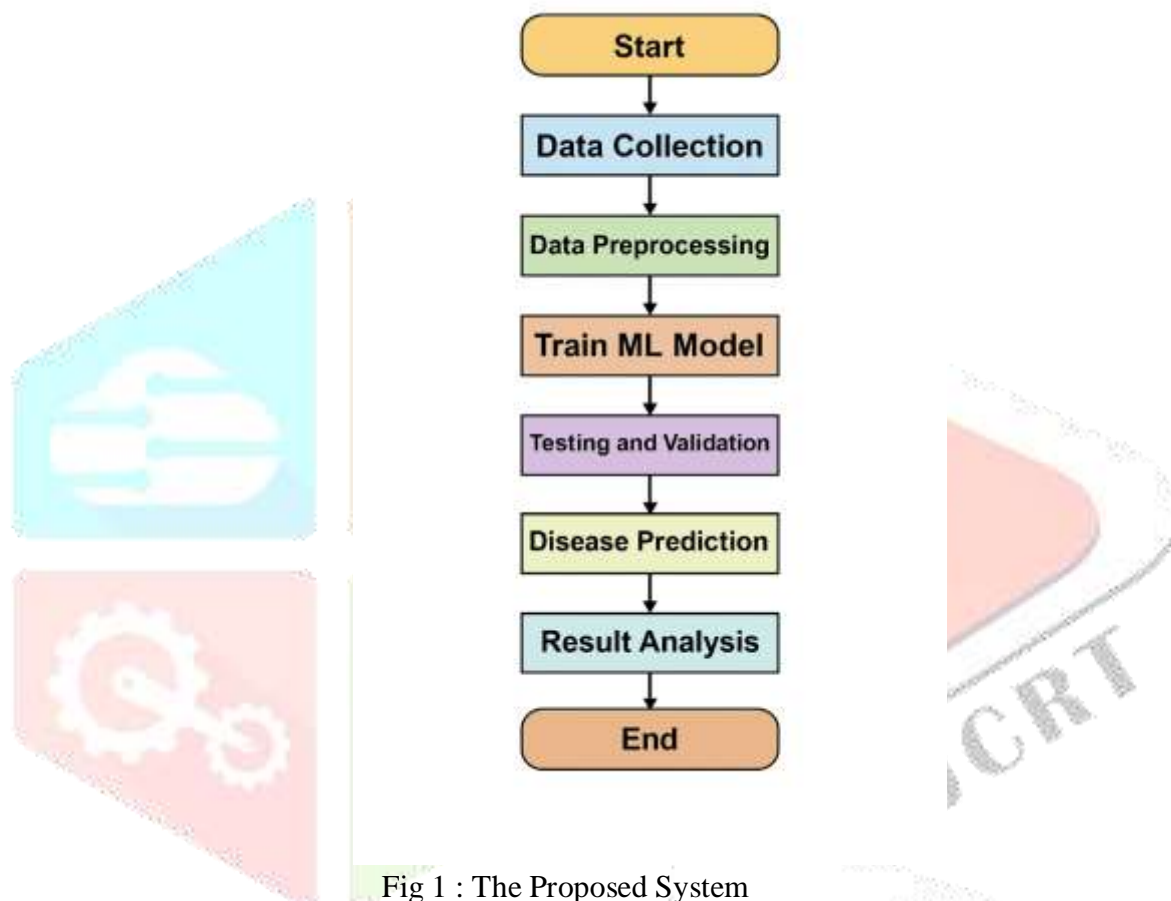 Start
Data Collection
Data Preprocessing
Train ML Model
Testing and Validation
Disease Prediction
Result Analysis
End
CRT
Fig 1 : The Proposed System